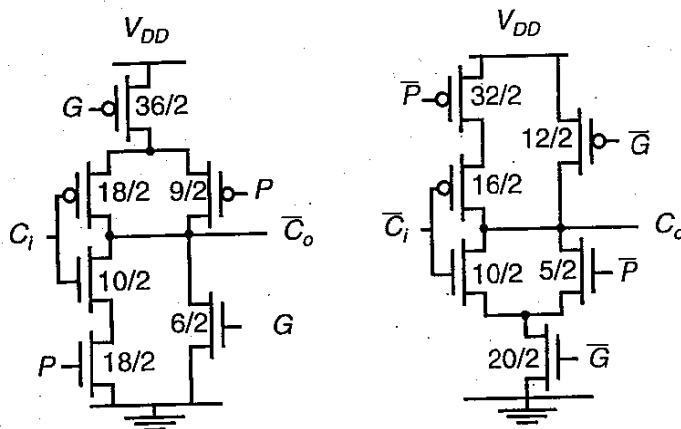 V_DD
G 36/2
18/2 9/2 P
C_i C̅_o
10/2
6/2 G
P 18/2
V_DD
P̅ 32/2
12/2 G̅
16/2
C̅_i C_o
10/2 5/2 P̅
20/2 G̅